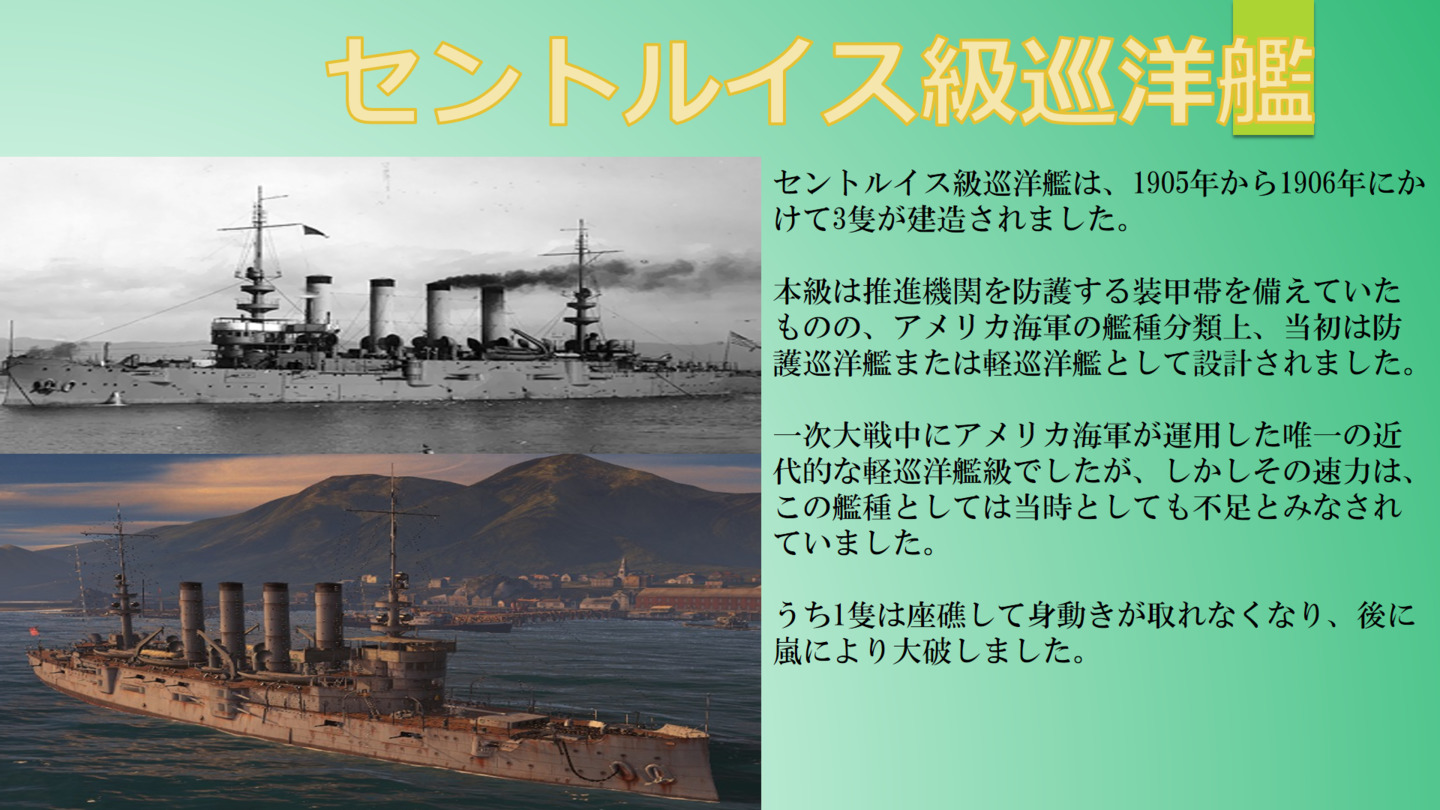 セントルイス級巡洋艦
セントルイス級巡洋艦は、1905年から1906年にか
けて3隻が建造されました。
本級は推進機関を防護する装甲帯を備えていた
ものの、アメリカ海軍の艦種分類上、当初は防
護巡洋艦または軽巡洋艦として設計されました。
一次大戦中にアメリカ海軍が運用した唯一の近
代的な軽巡洋艦級でしたが、しかしその速力は、
この艦種としては当時としても不足とみなされ
ていました。
うち1隻は座礁して身動きが取れなくなり、後に
嵐により大破しました。